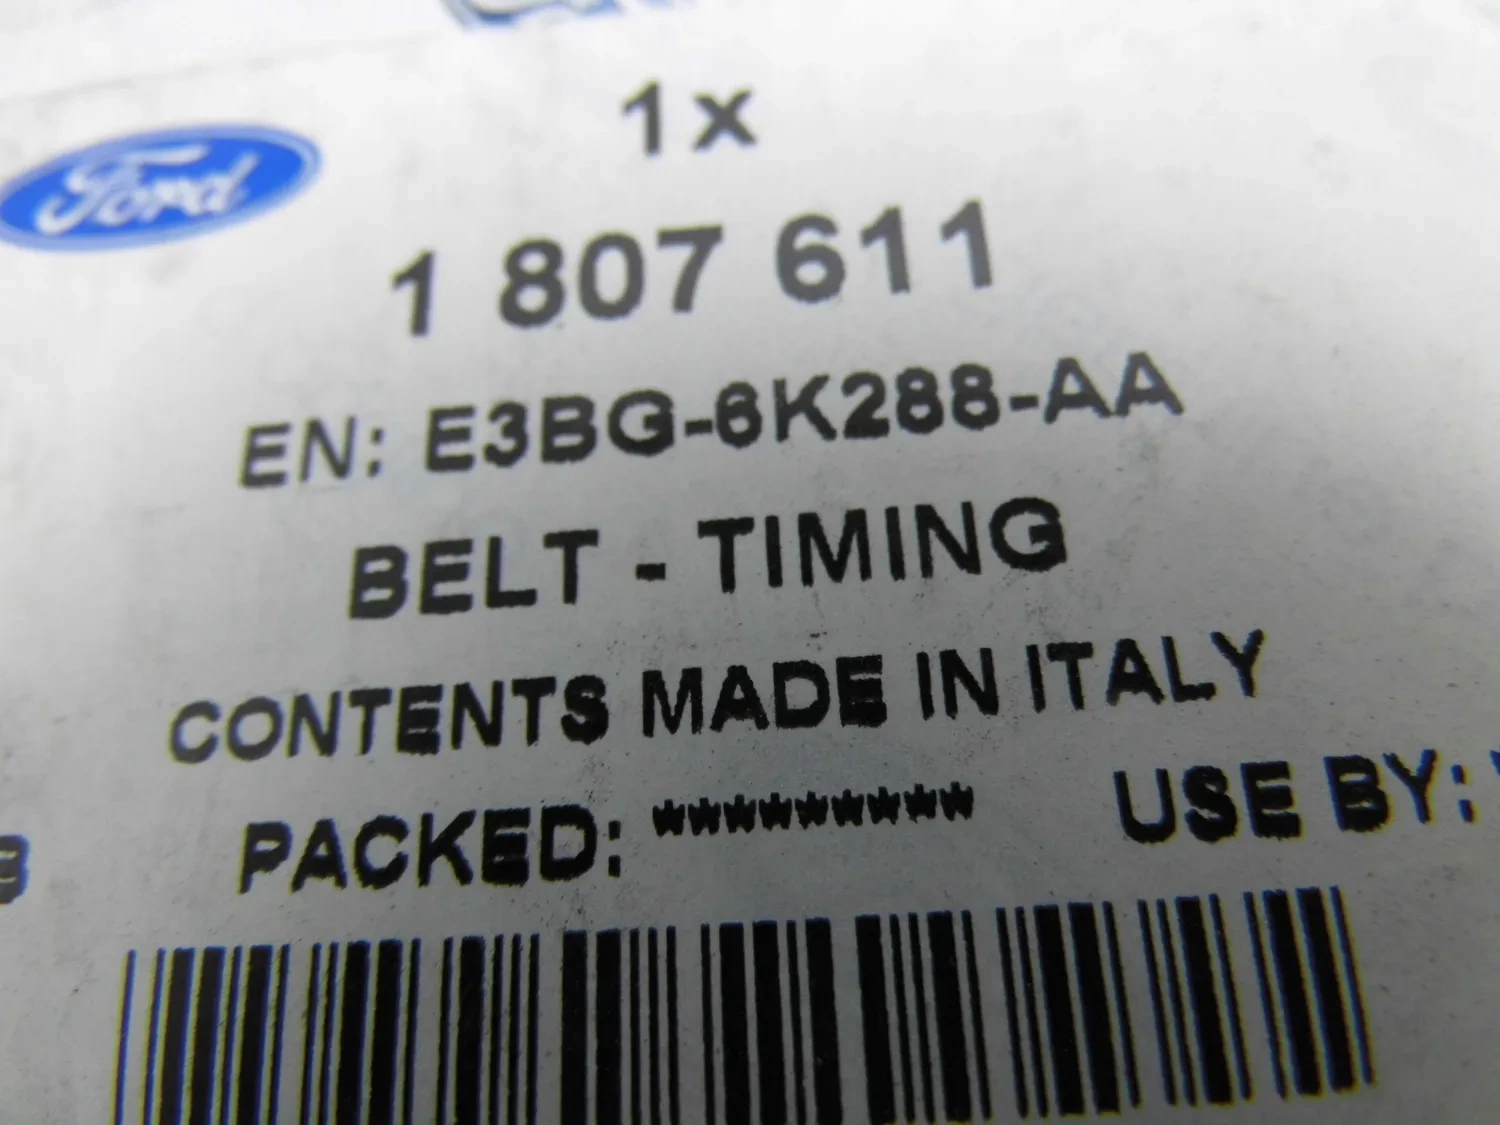 1x
Ford
1 807 611
EN: E3BG-6K288-AA
BELT - TIMING
CONTENTS MADE IN ITALY
PACKED: ********* USE BY: